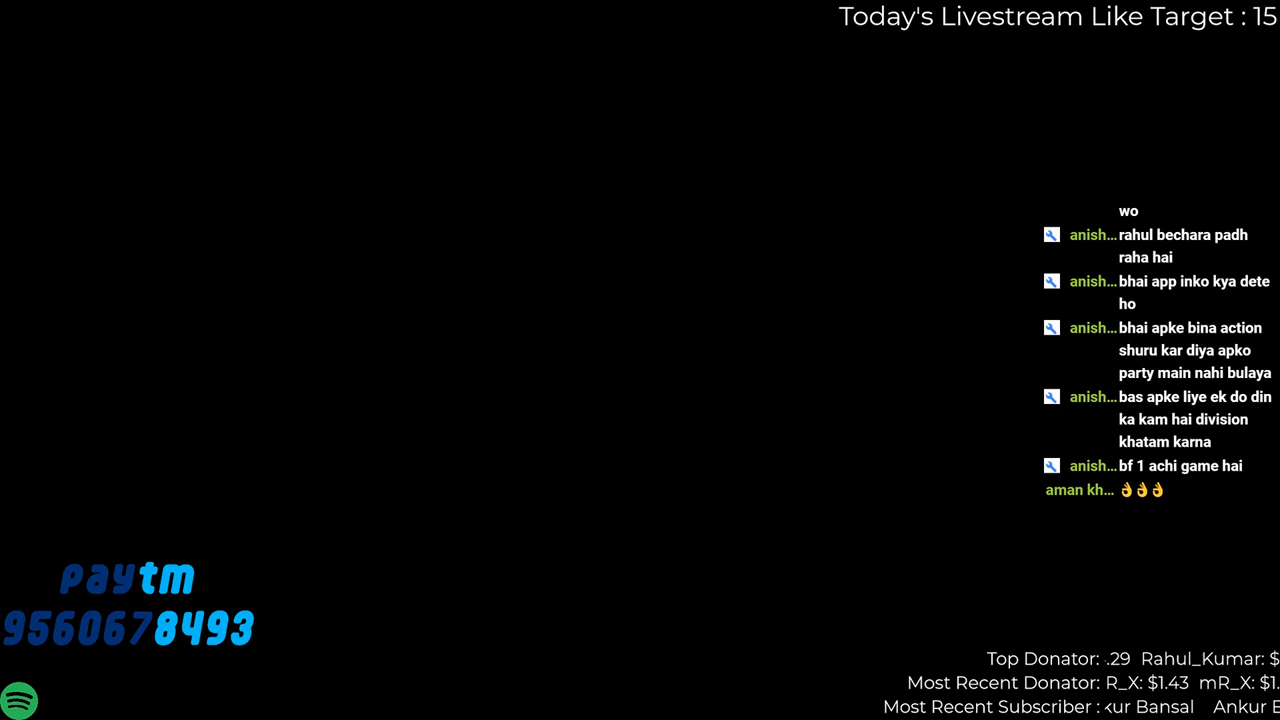 Today's Livestream Like Target : 15
wo
anish... rahul bechara padh
raha hai
anish... bhai app inko kya dete
ho
anish... bhai apke bina action
shuru kar diya apko
party main nahi bulaya
anish... bas apke liye ek do din
ka kam hai division
khatam karna
anish... bf 1 achi game hai
aman kh... 👌👌👌
paytm
9560678493
Top Donator: .29 Rahul_Kumar: $
Most Recent Donator: R_X: $1.43 mR_X: $1.
Most Recent Subscriber : kur Bansal Ankur B